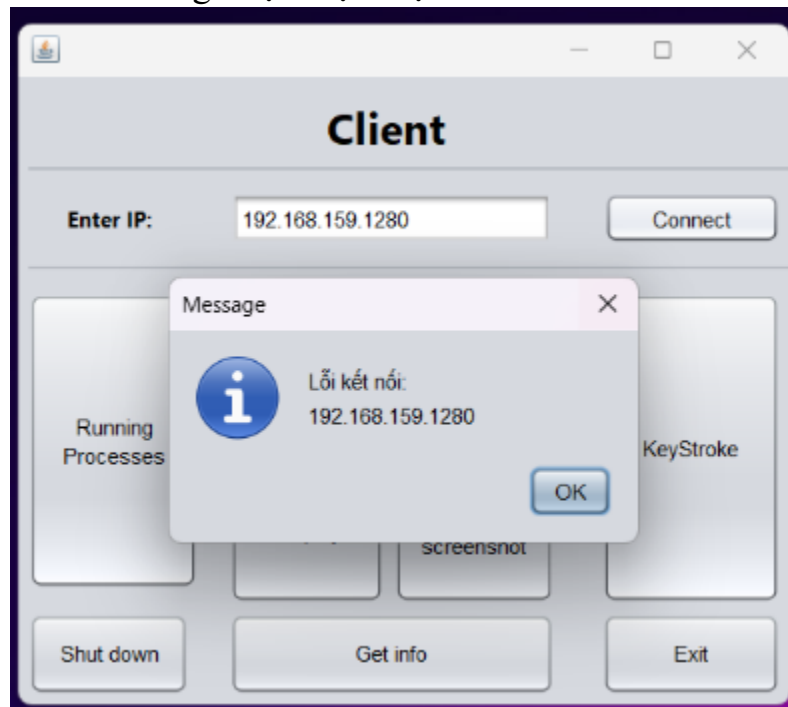 Client
Enter IP:
192.168.159.1280
Connect
Message
Lỗi kết nối:
192.168.159.1280
OK
Running
Processes
screenshot
KeyStroke
Shut down
Get info
Exit